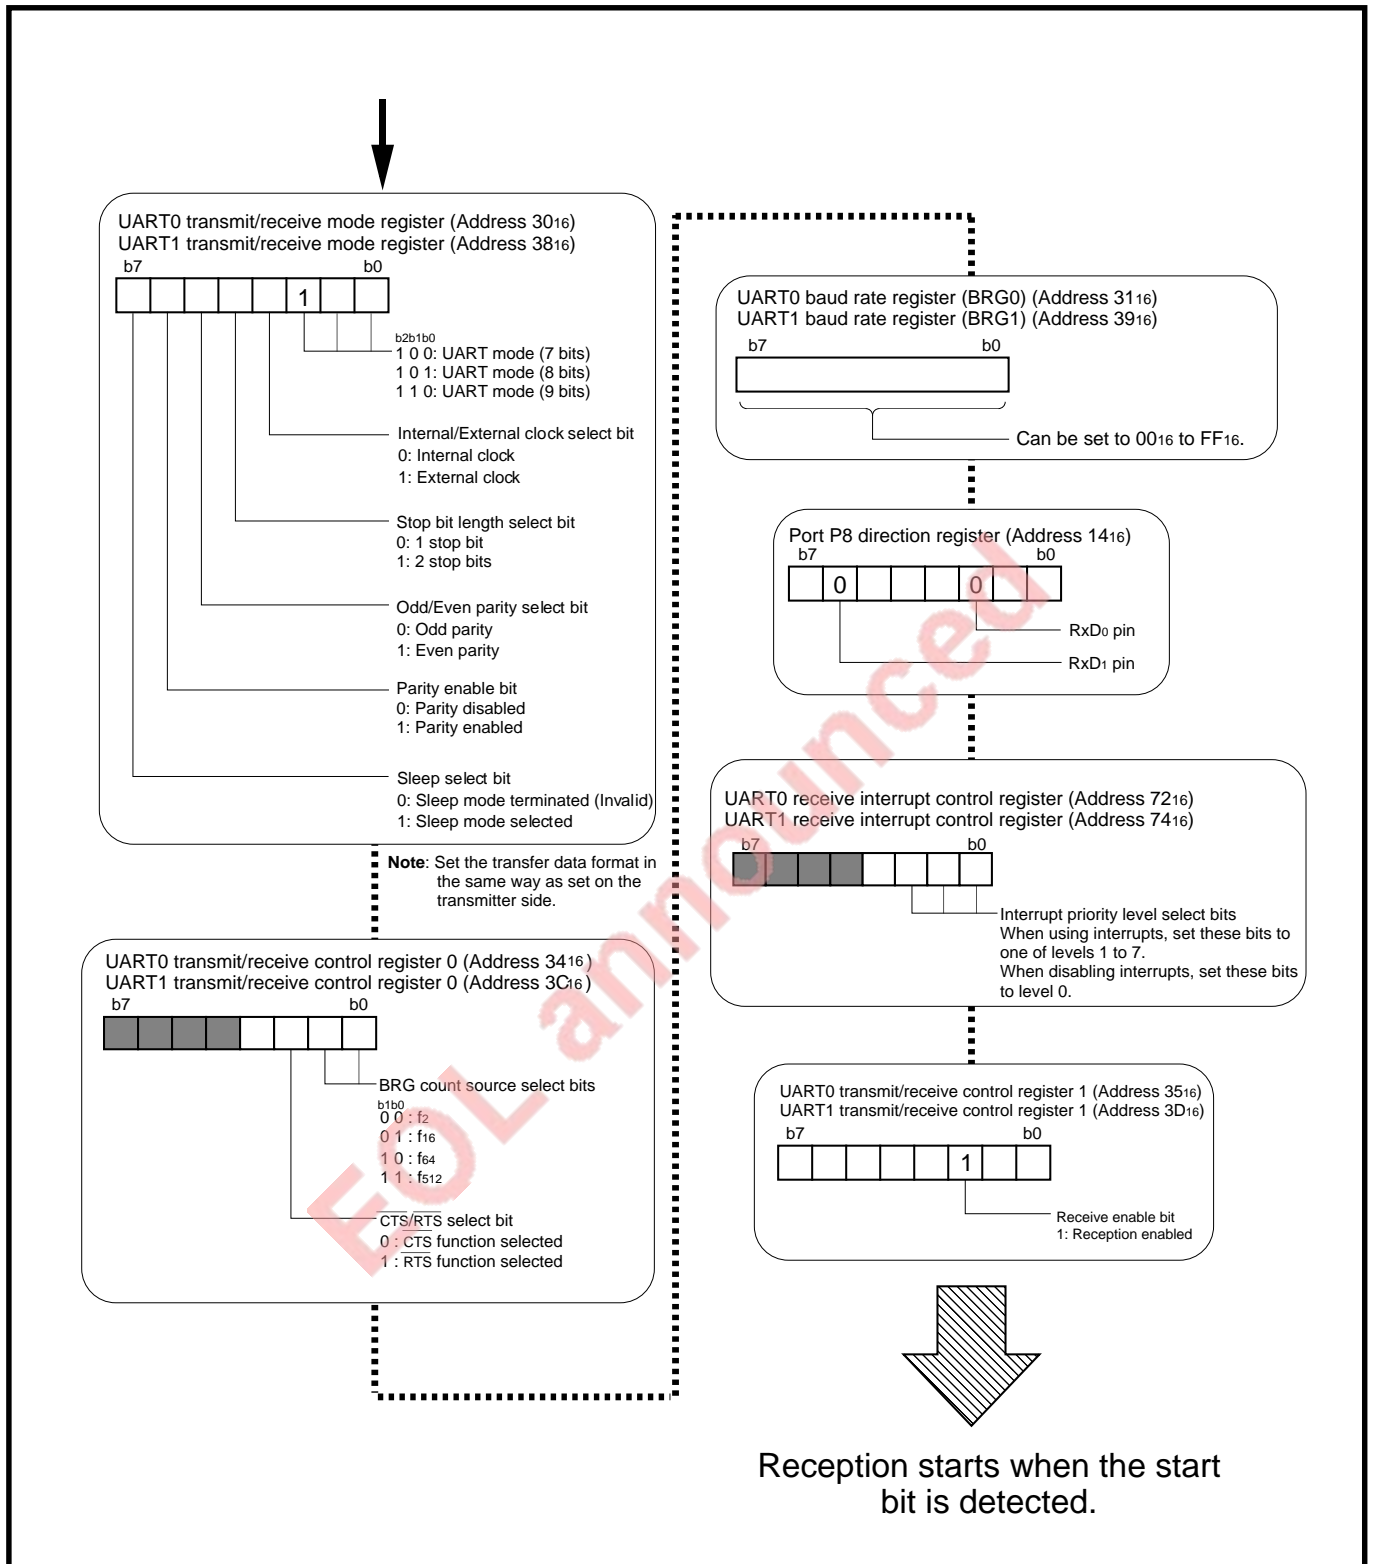 UART0 transmit/receive mode register (Address 3016)
UART1 transmit/receive mode register (Address 3816)
b7 b0
1
b2b1b0
1 0 0: UART mode (7 bits)
1 0 1: UART mode (8 bits)
1 1 0: UART mode (9 bits)
Internal/External clock select bit
0: Internal clock
1: External clock
Stop bit length select bit
0: 1 stop bit
1: 2 stop bits
Odd/Even parity select bit
0: Odd parity
1: Even parity
Parity enable bit
0: Parity disabled
1: Parity enabled
Sleep select bit
0: Sleep mode terminated (Invalid)
1: Sleep mode selected
Note: Set the transfer data format in
the same way as set on the
transmitter side.
UART0 transmit/receive control register 0 (Address 3416)
UART1 transmit/receive control register 0 (Address 3C16)
b7 b0
BRG count source select bits
b1b0
0 0 : f2
0 1 : f16
1 0 : f64
1 1 : f512
CTS/RTS select bit
0 : CTS function selected
1 : RTS function selected
UART0 baud rate register (BRG0) (Address 3116)
UART1 baud rate register (BRG1) (Address 3916)
b7 b0
Can be set to 0016 to FF16.
Port P8 direction register (Address 1416)
b7 b0
0 0
RxD0 pin
RxD1 pin
UART0 receive interrupt control register (Address 7216)
UART1 receive interrupt control register (Address 7416)
b7 b0
Interrupt priority level select bits
When using interrupts, set these bits to
one of levels 1 to 7.
When disabling interrupts, set these bits
to level 0.
UART0 transmit/receive control register 1 (Address 3516)
UART1 transmit/receive control register 1 (Address 3D16)
b7 b0
1
Receive enable bit
1: Reception enabled
Reception starts when the start
bit is detected.
EOL announced